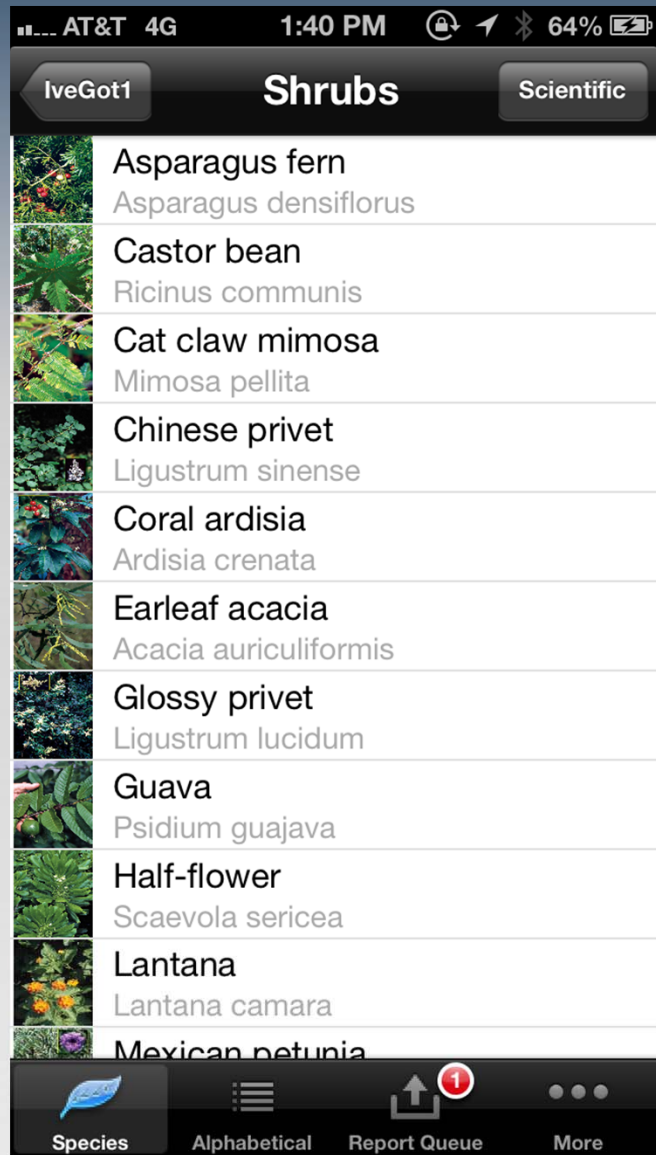 AT&T 4G 1:40 PM 64%
IveGot1 Shrubs Scientific
Asparagus fern
Asparagus densiflorus
Castor bean
Ricinus communis
Cat claw mimosa
Mimosa pellita
Chinese privet
Ligustrum sinense
Coral ardisia
Ardisia crenata
Earleaf acacia
Acacia auriculiformis
Glossy privet
Ligustrum lucidum
Guava
Psidium guajava
Half-flower
Scaevola sericea
Lantana
Lantana camara
Mexican petunia
1
Species Alphabetical Report Queue More